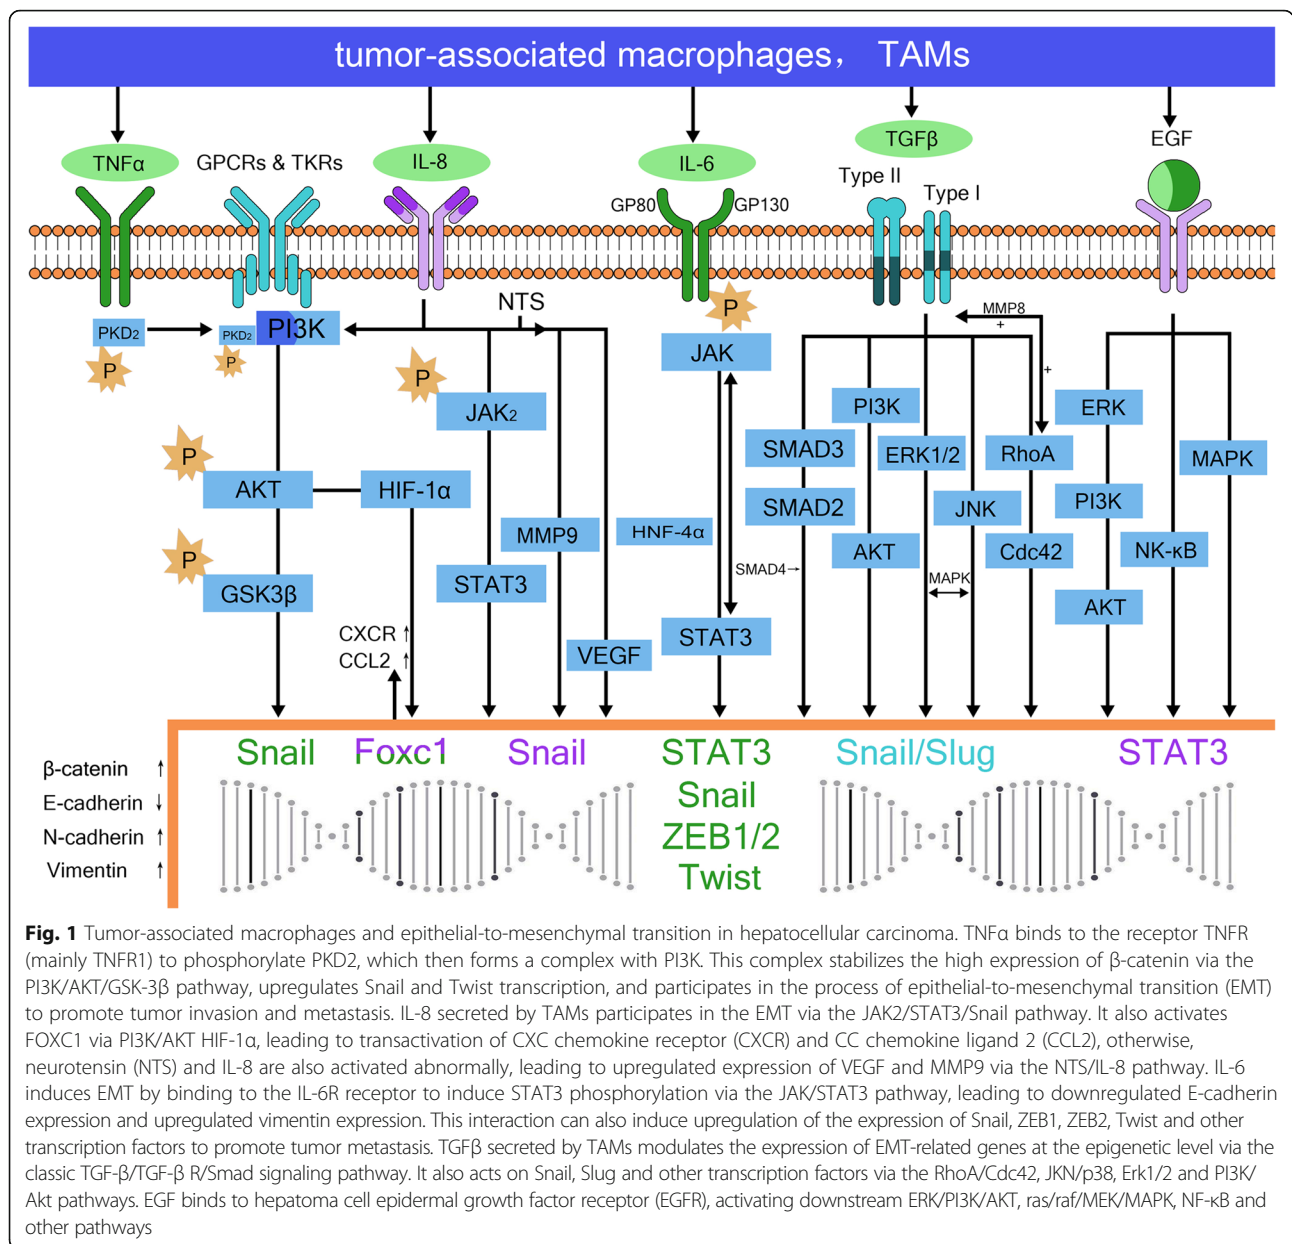 tumor-associated macrophages, TAMs
TNFα
GPCRs & TKRs
IL-8
IL-6
TGFβ
EGF
Type II
Type I
GP80
GP130
PKD2
PKD2
PI3K
NTS
P
P
P
P
MMP8
+
+
JAK
JAK2
PI3K
ERK
SMAD3
ERK1/2
RhoA
MAPK
P
AKT
HIF-1α
SMAD2
JNK
PI3K
MMP9
HNF-4α
AKT
Cdc42
NK-κB
P
GSK3β
STAT3
SMAD4→
MAPK
AKT
CXCR ↑
CCL2 ↑
VEGF
STAT3
Snail
Foxc1
Snail
STAT3
Snail
ZEB1/2
Twist
Snail/Slug
STAT3
β-catenin ↑
E-cadherin ↓
N-cadherin ↑
Vimentin ↑
Fig. 1 Tumor-associated macrophages and epithelial-to-mesenchymal transition in hepatocellular carcinoma. TNFα binds to the receptor TNFR
(mainly TNFR1) to phosphorylate PKD2, which then forms a complex with PI3K. This complex stabilizes the high expression of β-catenin via the
PI3K/AKT/GSK-3β pathway, upregulates Snail and Twist transcription, and participates in the process of epithelial-to-mesenchymal transition (EMT)
to promote tumor invasion and metastasis. IL-8 secreted by TAMs participates in the EMT via the JAK2/STAT3/Snail pathway. It also activates
FOXC1 via PI3K/AKT HIF-1α, leading to transactivation of CXC chemokine receptor (CXCR) and CC chemokine ligand 2 (CCL2), otherwise,
neurotensin (NTS) and IL-8 are also activated abnormally, leading to upregulated expression of VEGF and MMP9 via the NTS/IL-8 pathway. IL-6
induces EMT by binding to the IL-6R receptor to induce STAT3 phosphorylation via the JAK/STAT3 pathway, leading to downregulated E-cadherin
expression and upregulated vimentin expression. This interaction can also induce upregulation of the expression of Snail, ZEB1, ZEB2, Twist and other
transcription factors to promote tumor metastasis. TGFβ secreted by TAMs modulates the expression of EMT-related genes at the epigenetic level via the
classic TGF-β/TGF-β R/Smad signaling pathway. It also acts on Snail, Slug and other transcription factors via the RhoA/Cdc42, JKN/p38, Erk1/2 and PI3K/
Akt pathways. EGF binds to hepatoma cell epidermal growth factor receptor (EGFR), activating downstream ERK/PI3K/AKT, ras/raf/MEK/MAPK, NF-κB and
other pathways